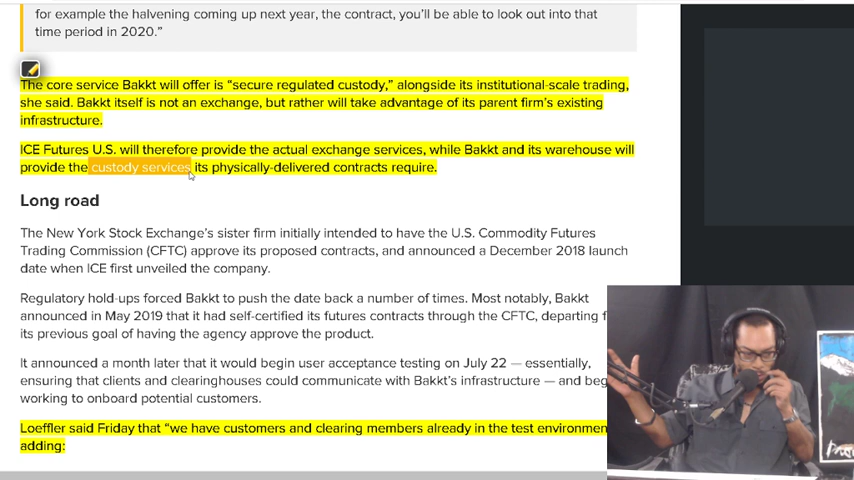 for example the halvening coming up next year, the contract, you'll be able to look out into that
time period in 2020.”
The core service Bakkt will offer is “secure regulated custody,” alongside its institutional-scale trading,
she said. Bakkt itself is not an exchange, but rather will take advantage of its parent firm's existing
infrastructure.
ICE Futures U.S. will therefore provide the actual exchange services, while Bakkt and its warehouse will
provide the custody services its physically-delivered contracts require.
Long road
The New York Stock Exchange's sister firm initially intended to have the U.S. Commodity Futures
Trading Commission (CFTC) approve its proposed contracts, and announced a December 2018 launch
date when ICE first unveiled the company.
Regulatory hold-ups forced Bakkt to push the date back a number of times. Most notably, Bakkt
announced in May 2019 that it had self-certified its futures contracts through the CFTC, departing f
its previous goal of having the agency approve the product.
It announced a month later that it would begin user acceptance testing on July 22 — essentially,
ensuring that clients and clearinghouses could communicate with Bakkt's infrastructure — and beg
working to onboard potential customers.
Loeffler said Friday that “we have customers and clearing members already in the test environmen
adding: